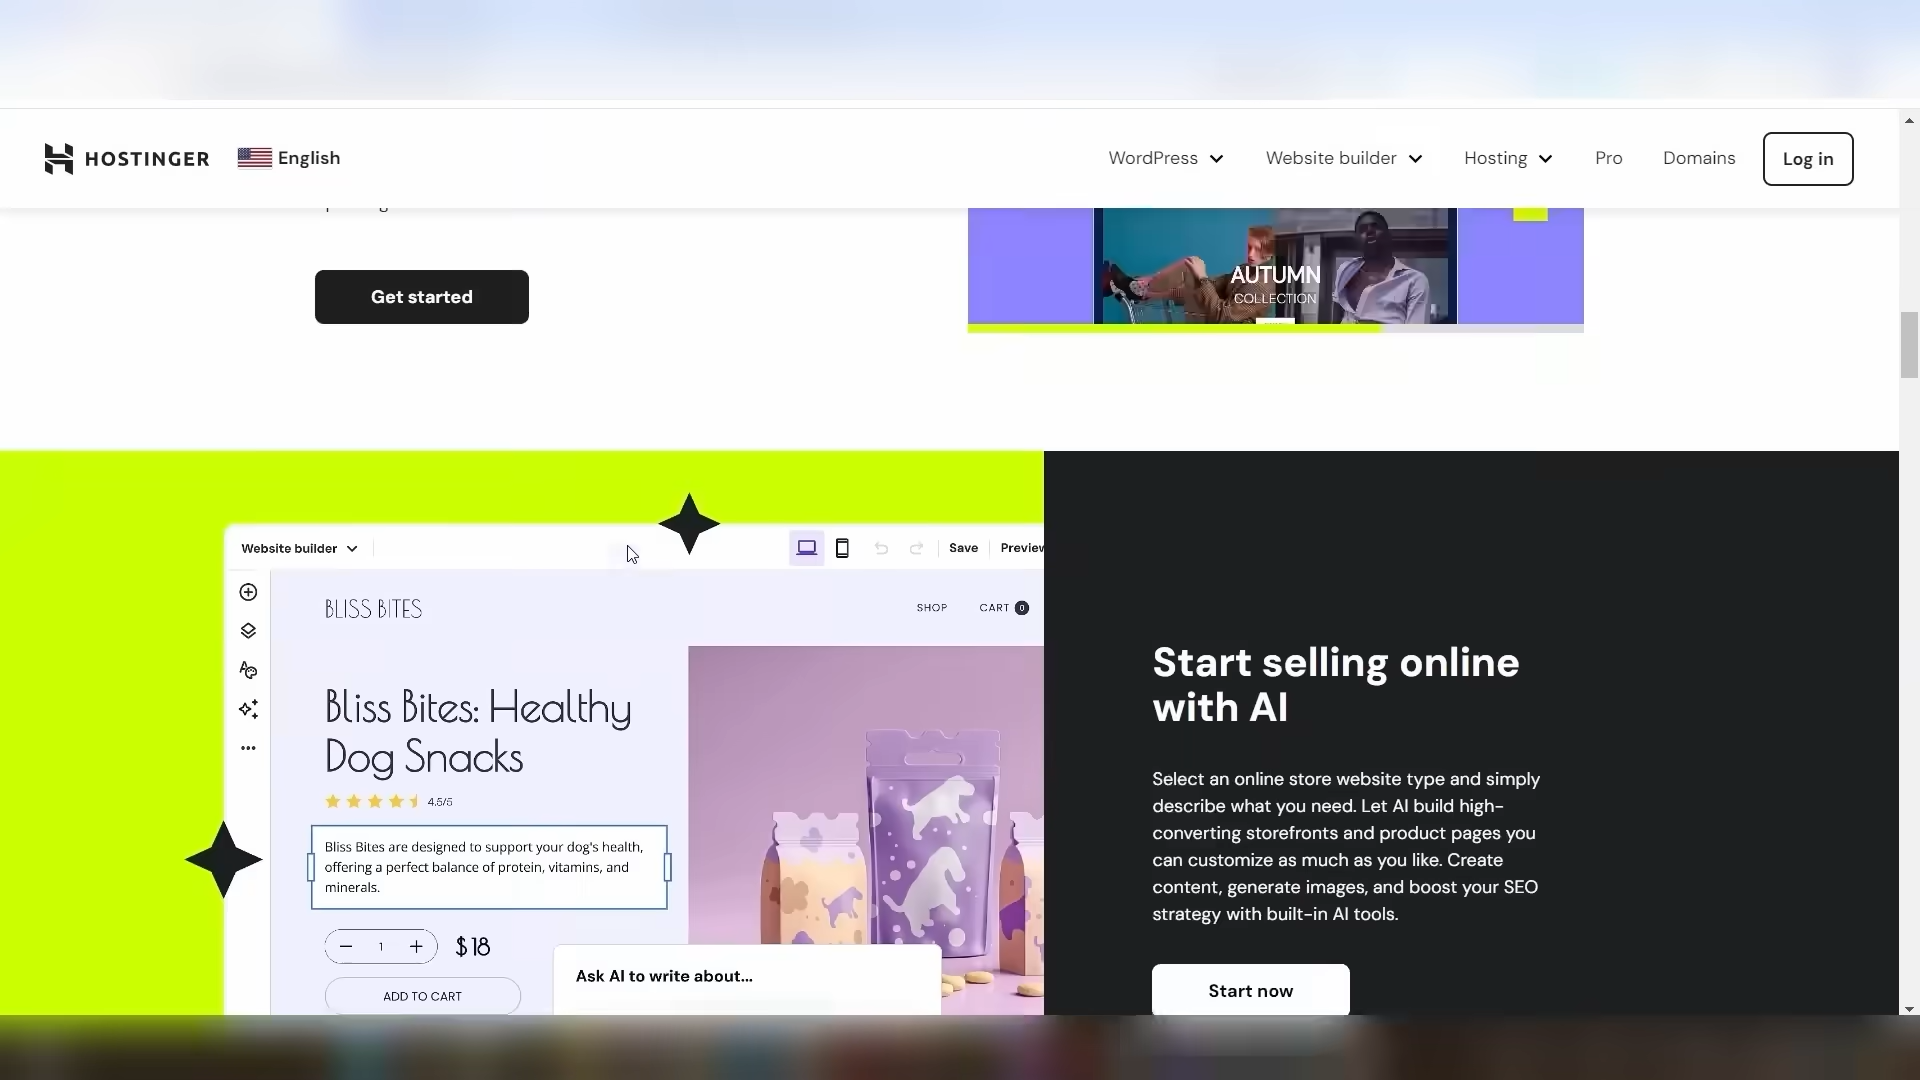 HOSTINGER
English
WordPress
Website builder
Hosting
Pro
Domains
Log in
Get started
AUTUMN
COLLECTION
Website builder
Save
Preview
BLISS BITES
SHOP
CART 0
Bliss Bites: Healthy
Dog Snacks
4.5/5
Bliss Bites are designed to support your dog's health,
offering a perfect balance of protein, vitamins, and
minerals.
1
$18
ADD TO CART
Ask AI to write about...
Start selling online
with AI
Select an online store website type and simply
describe what you need. Let AI build high-
converting storefronts and product pages you
can customize as much as you like. Create
content, generate images, and boost your SEO
strategy with built-in AI tools.
Start now